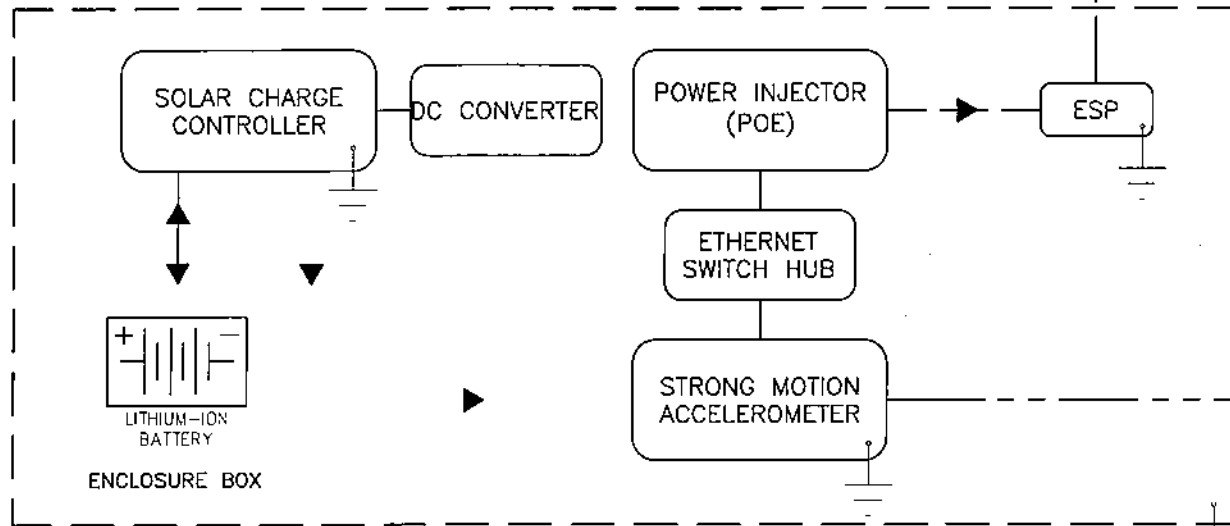 SOLAR CHARGE
CONTROLLER
DC CONVERTER
POWER INJECTOR
(POE)
ESP
ETHERNET
SWITCH HUB
+ −
LITHIUM-ION
BATTERY
STRONG MOTION
ACCELEROMETER
ENCLOSURE BOX